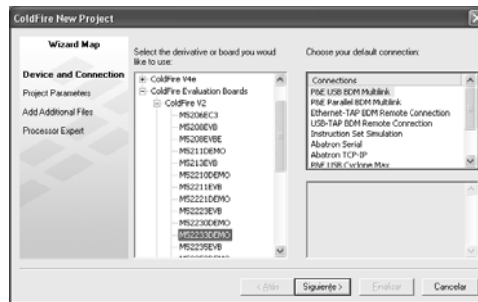 ColdFire New Project
Wizard Map
Device and Connection
Project Parameters
Add Additional Files
Processor Expert
Select the derivative or board you woud like to use:
ColdFire V4e
ColdFire Evaluation Boards
ColdFire V2
M5206EC3
M5208EVB
M5208EVBE
M5211DEMO
M5213EVB
M52210DEMO
M52211EVB
M52221DEMO
M52223EVB
M52230DEMO
M52233DEMO
M52235EVB
Choose your default connection:
Connections
P&E USB BDM Multilink
P&E Parallel BDM Multilink
Ethernet-TAP BDM Remote Connection
USB-TAP BDM Remote Connection
Instruction Set Simulation
Abatron Serial
Abatron TCP-IP
P&E USB Cyclone Max
< Atrás
Siguiente >
Finalizar
Cancelar